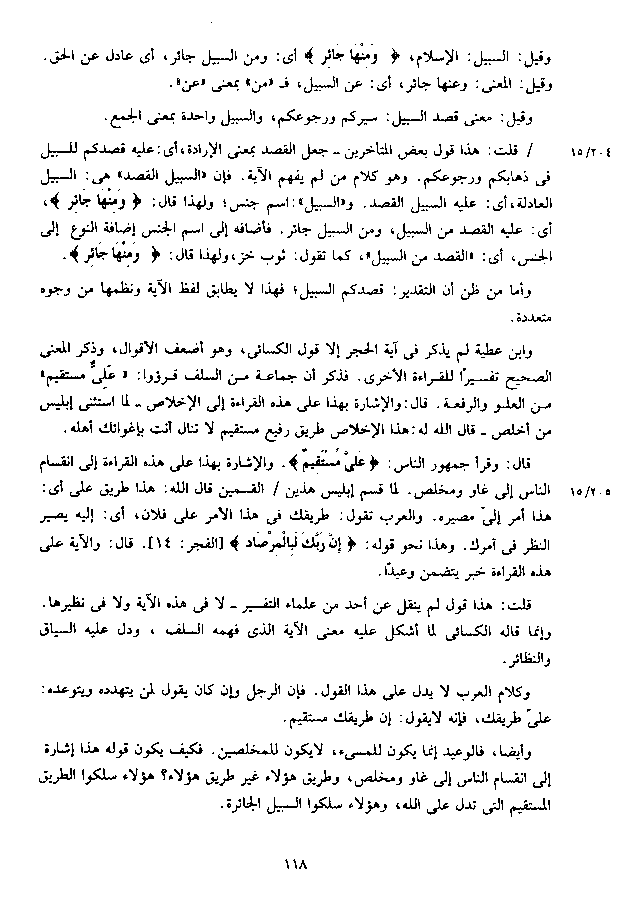 وقيل: السبيل: الإسلام، ﴿ وَمِنْهَا جَائِر ﴾ أى: ومن السبيل جائر، أى عادل عن الحق.
وقيل: المعنى: وعنها جائر، أى: عن السبيل، فـ «من» بمعنى «عن».
وقيل: معنى قصد السبيل: سيركم ورجوعكم، والسبيل واحدة بمعنى الجمع.
١٥/٢٠٤ / قلت: هذا قول بعض المتأخرين ـ جعل القصد بمعنى الإرادة، أى: عليه قصدكم للسبيل
فى ذهابكم ورجوعكم. وهو كلام من لم يفهم الآية. فإن «السبيل القصد» هى: السبيل
العادلة، أى: عليه السبيل القصد. و«السبيل»: اسم جنس؛ ولهذا قال: ﴿ وَمِنْهَا جَائِر ﴾،
أى: عليه القصد من السبيل، ومن السبيل جائر. فأضافه إلى اسم الجنس إضافة النوع إلى
الجنس، أى: «القصد من السبيل»، كما تقول: ثوب خز، ولهذا قال: ﴿ وَمِنْهَا جَائِر ﴾.
وأما من ظن أن التقدير: قصدكم السبيل؛ فهذا لا يطابق لفظ الآية ونظمها من وجوه
متعددة.
وابن عطية لم يذكر فى آية الحجر إلا قول الكسائى، وهو أضعف الأقوال، وذكر المعنى
الصحيح تفسيرًا للقراءة الأخرى. فذكر أن جماعة من السلف قرؤوا: « عَلِىٌّ مستقيم»
من العلو والرفعة. قال: والإشارة بهذا على هذه القراءة إلى الإخلاص ـ لما استثنى إبليس
من أخلص ـ قال الله له: هذا الإخلاص طريق رفيع مستقيم لا تنال أنت بإغوائك أهله.
قال: وقرأ جمهور الناس: ﴿ عَلَىَّ مُسْتَقِيمٌ ﴾. والإشارة بهذا على هذه القراءة إلى انقسام
١٥/٢٠٥ الناس إلى غاو ومخلص. لما قسم إبليس هذين / القسمين قال الله: هذا طريق على أى:
هذا أمر إلىّ مصيره. والعرب تقول: طريقك فى هذا الأمر على فلان، أى: إليه يصير
النظر فى أمرك. وهذا نحو قوله: ﴿ إِنَّ رَبَّكَ لَبِالْمِرْصَادِ ﴾ [الفجر: ١٤]. قال: والآية على
هذه القراءة خبر يتضمن وعيدًا.
قلت: هذا قول لم ينقل عن أحد من علماء التفسير ـ لا فى هذه الآية ولا فى نظيرها.
وإنما قاله الكسائى لما أشكل عليه معنى الآية الذى فهمه السلف ، ودل عليه السياق
والنظائر.
وكلام العرب لا يدل على هذا القول. فإن الرجل وإن كان يقول لمن يتهدده ويتوعده:
علىّ طريقك، فإنه لايقول: إن طريقك مستقيم.
وأيضا، فالوعيد إنما يكون للمسىء، لايكون للمخلصين. فكيف يكون قوله هذا إشارة
إلى انقسام الناس إلى غاو ومخلص، وطريق هؤلاء غير طريق هؤلاء؟ هؤلاء سلكوا الطريق
المستقيم التى تدل على الله، وهؤلاء سلكوا السبيل الجائرة.
١١٨